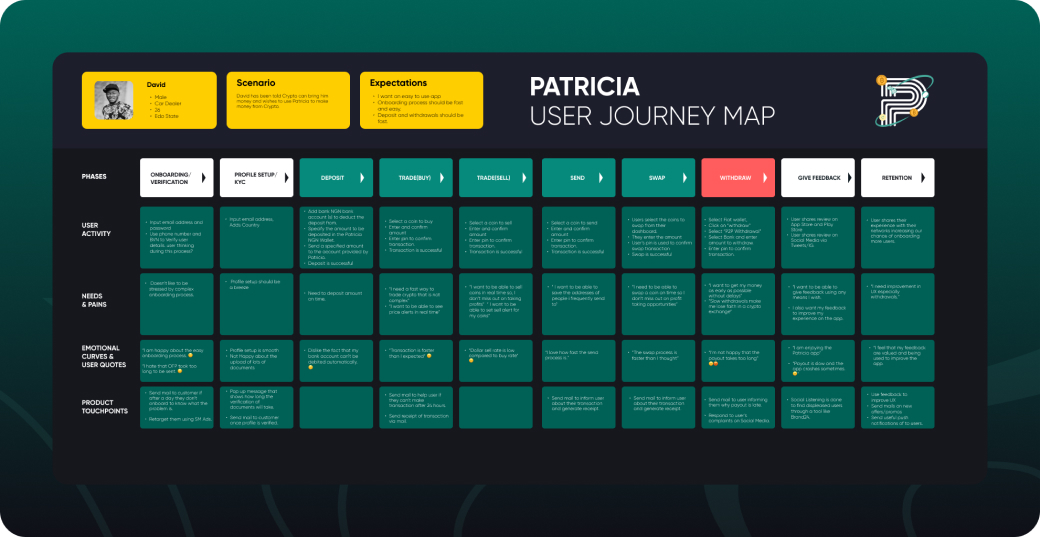 David
• Male
• Car Dealer
• 26
• Edo State
Scenario
David has been told Crypto can bring him
money and wishes to use Patricia to make
money from Crypto.
Expectations
• I want an easy to use app
• Onboarding process should be fast
and easy.
• Deposit and withdrawals should be
fast
PATRICIA
USER JOURNEY MAP
PHASES
ONBOARDING/
VERIFICATION
PROFILE SETUP/
KYC
DEPOSIT
TRADE(BUY)
TRADE(SELL)
SEND
SWAP
WITHDRAW
GIVE FEEDBACK
RETENTION
USER
ACTIVITY
• Input email address and
password
• Use phone number and
BVN to Verify user
details, user thinking
during this process?
• Input email address,
Adds Country
• Add bank NGN bank
account to deduct the
deposit from.
• Specify the amount to be
deposited in the Patricia
NGN Wallet.
• Send a specified amount
to the account provided by
Patricia.
• Deposit is successful
• Select a coin to buy
• Enter and confirm
amount
• Enter pin to confirm
transaction
• Transaction is successful
• Select a coin to sell
• Enter and confirm
amount
• Enter pin to confirm
transaction
• Transaction is successful
• Select a coin to send
• Enter and confirm
amount
• Enter pin to confirm
transaction
• Transaction is successful
• Users select the coins to
swap from their
dashboard,
• They enter the amount
• User's pin is used to confirm
swap transaction
• Swap is successful
• Select fiat wallet,
• Click on "withdraw"
• Select "P2P Withdrawal"
• Select Bank and enter
amount to withdraw.
• Enter pin to confirm
transaction.
• User shares review on
App Store and Play
Store
• User shares review on
Social Media via
Tweets/IG.
• User shares their
experience with their
network increasing our
chance of onboarding
more users.
NEEDS
& PAINS
• Doesn't like to be
stressed by complex
onboarding process
• Profile setup should be
a breeze
• Need to deposit amount
on time.
• "I need a fast way to
trade crypto that is not
complex"
"I want to be able to see
price alerts in real time"
• "I want to be able to sell
coins in real time so, I
don't miss out on taking
profits" "I want to be
able to set sell alert for
my coins"
• "I want to be able to
save the addresses of
people I frequently send
to"
• "I need to be able to
swap a coin on time so I
don't miss out on profit
taking opportunities"
• "I want to get my money
as early as possible
without delays"
• "Slow withdrawals make
me lose faith in a crypto
exchange"
• "I want to be able to
give feedback using any
means I wish.
• I also want my feedback
to improve my
experience on the app.
• "I need improvement in
UX especially
withdrawals."
EMOTIONAL
CURVES &
USER QUOTES
"I am happy about the easy
onboarding process 😊
"I hate that OTP took too
long to be sent 😟
• Profile setup is smooth
• Not Happy about the
upload of lots of
documents
Dislike the fact that my
bank account can't be
debited automatically.
😟
• "Transaction is faster
than I expected" 😊
• "Dollar sell rate is low
compared to buy rate"
😟
"I love how fast the send
process is."
• "The swap process is
faster than I thought"
• "I'm not happy that the
payout takes too long"
😡😡
• "I am enjoying the
Patricia app"
• "Payout is slow and the
app crashes sometimes
😟
• "I feel that my feedback
are valued and being
used to improve the
app.
PRODUCT
TOUCHPOINTS
• Send mail to customer if
after a day they don't
onboard to know what the
problem is.
• Retarget them using SM Ads
• Pop up message that
shows how long the
verification of
documents will take.
• Send mail to customer
once profile is verified.
• Send mail to help user if
they can't make
transaction after 24 hours.
• Send receipt of transaction
via mail
• Send mail to inform user
about their transaction
and generate receipt.
• Send mail to inform user
about their transaction
and generate receipt.
• Send mail to user informing
them why payout is late.
• Respond to user's
complaints on Social Media
• Social Listening is done to
find displeased users
through a tool like
Brand24.
• Use feedback to
improve UX
• Send mails on new
offers/promos
• Send useful push
notifications of to users.